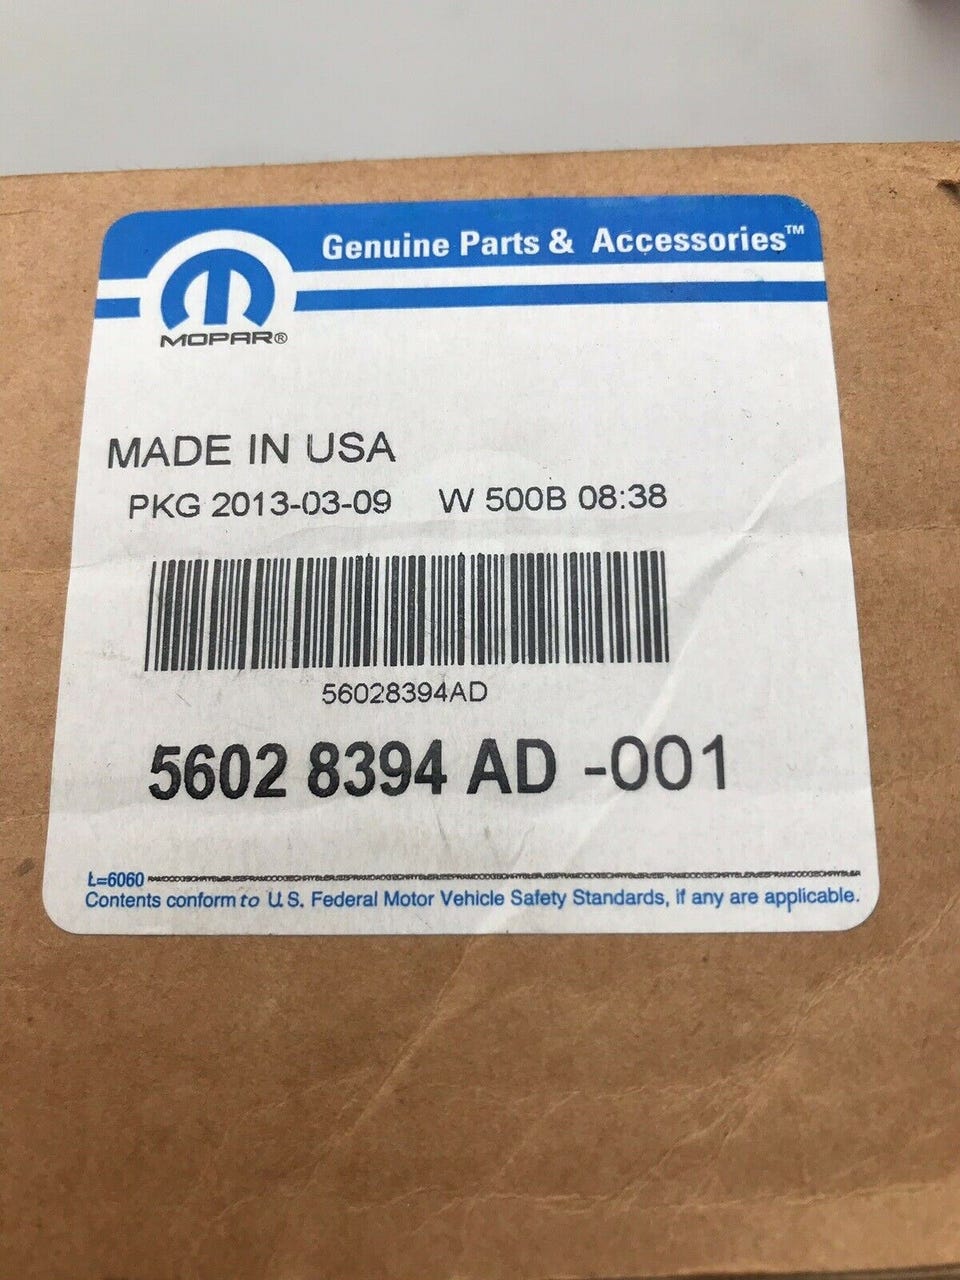 Genuine Parts & Accessories™
MOPAR®
MADE IN USA
PKG 2013-03-09 W 500B 08:38
56028394AD
5602 8394 AD -001
L=6060
Contents conform to U.S. Federal Motor Vehicle Safety Standards, if any are applicable.